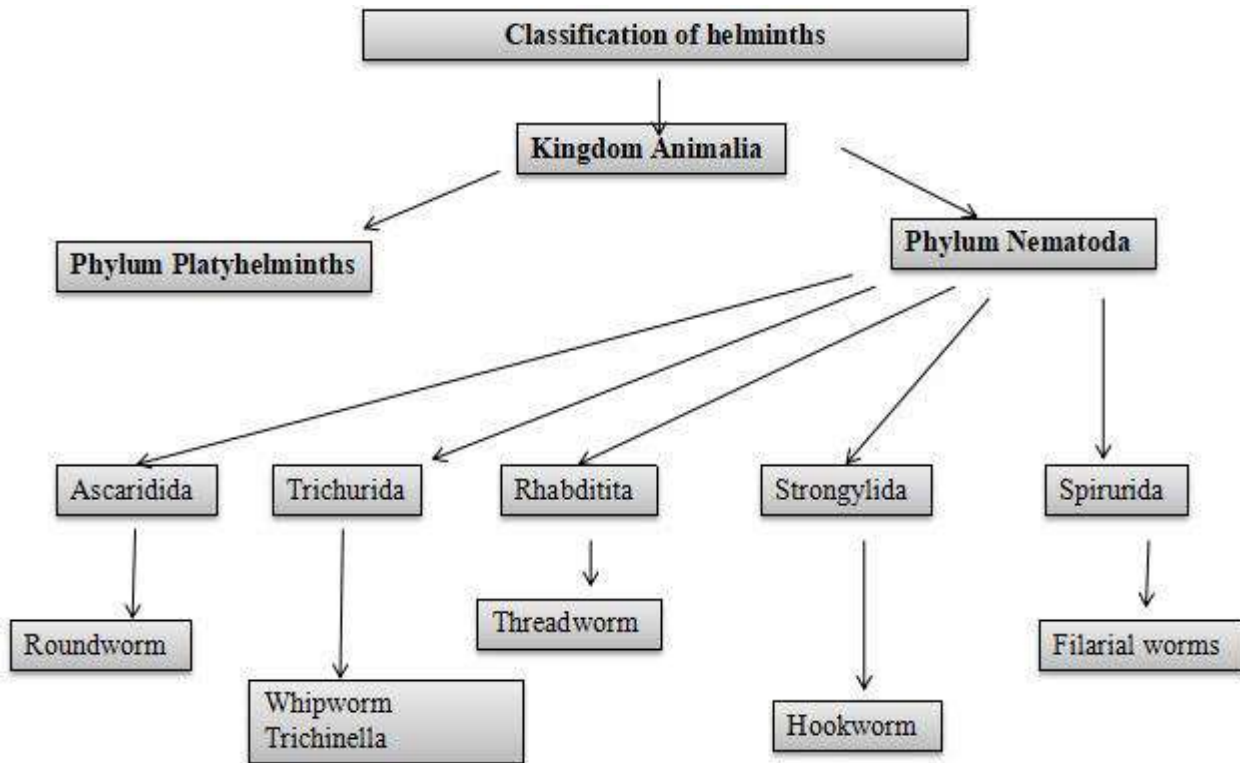 Classification of helminths
Kingdom Animalia
Phylum Platyhelminths
Phylum Nematoda
Ascaridida
Trichurida
Rhabditita
Strongylida
Spirurida
Roundworm
Whipworm
Trichinella
Threadworm
Hookworm
Filarial worms